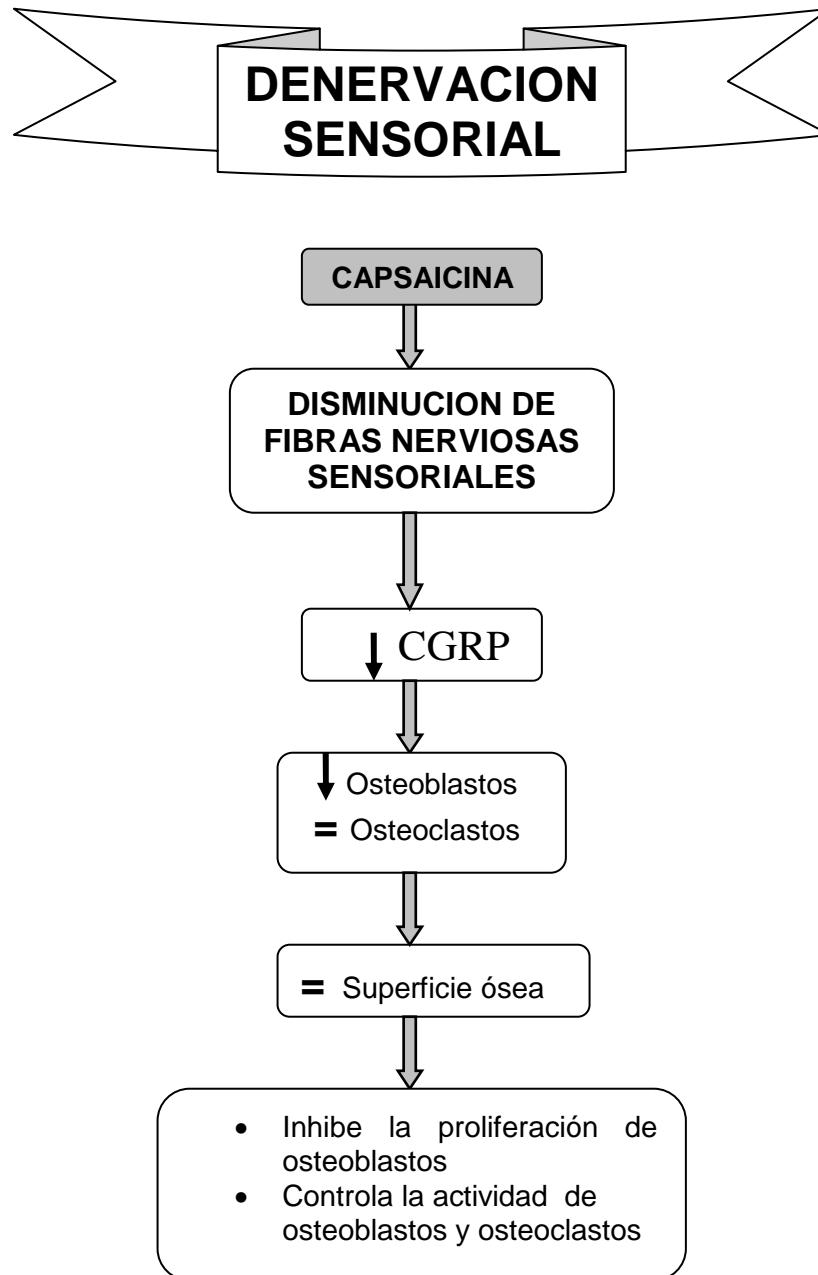 DENERVACION
SENSORIAL
CAPSAICINA
DISMINUCION DE
FIBRAS NERVIOSAS
SENSORIALES
↓ CGRP
↓ Osteoblastos
= Osteoclastos
= Superficie ósea
• Inhibe la proliferación de
osteoblastos
• Controla la actividad de
osteoblastos y osteoclastos